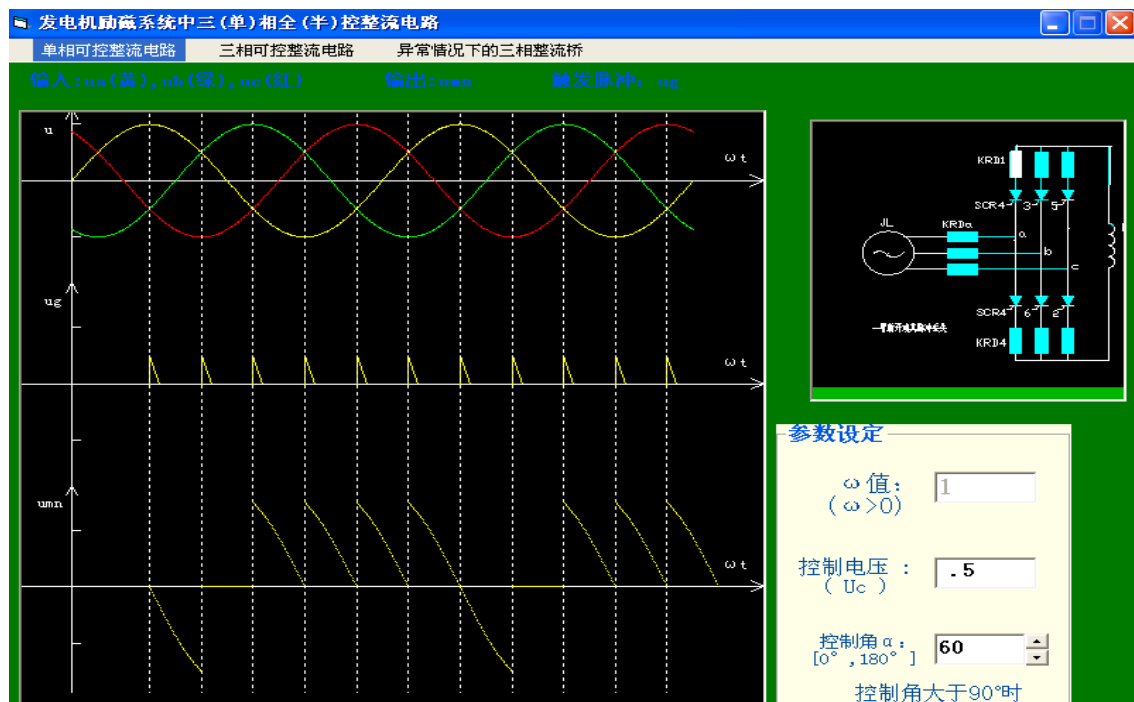 发电机励磁系统中三(单)相全(半)控整流电路
单相可控整流电路 三相可控整流电路 异常情况下的三相整流桥
输入:ua(黄),ub(绿),uc(红) 输出:umn 触发脉冲: ug
u
ωt
ug
ωt
umn
ωt
KRD1
SCR4 3 5
JL KRDa
a
b
c
SCR4 6 2
KRD4
参数设定
ω值:
(ω>0)
1
控制电压:
( Uc )
.5
控制角α:
[0°,180° ]
60
控制角大于90°时